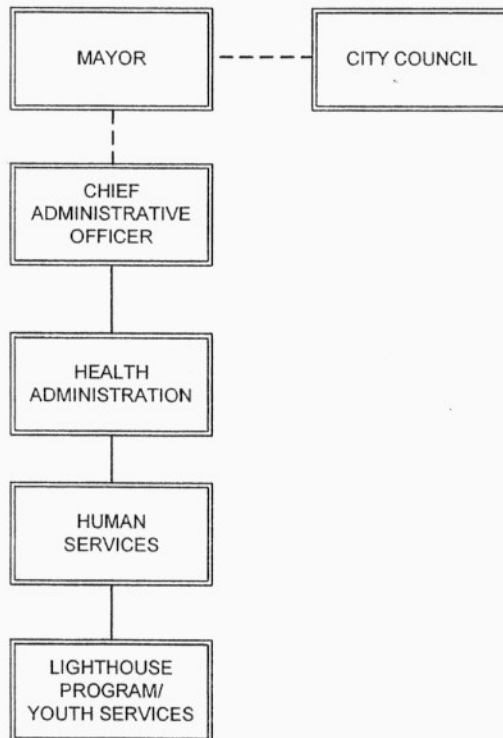 MAYOR
CITY COUNCIL
CHIEF
ADMINISTRATIVE
OFFICER
HEALTH
ADMINISTRATION
HUMAN
SERVICES
LIGHTHOUSE
PROGRAM/
YOUTH SERVICES